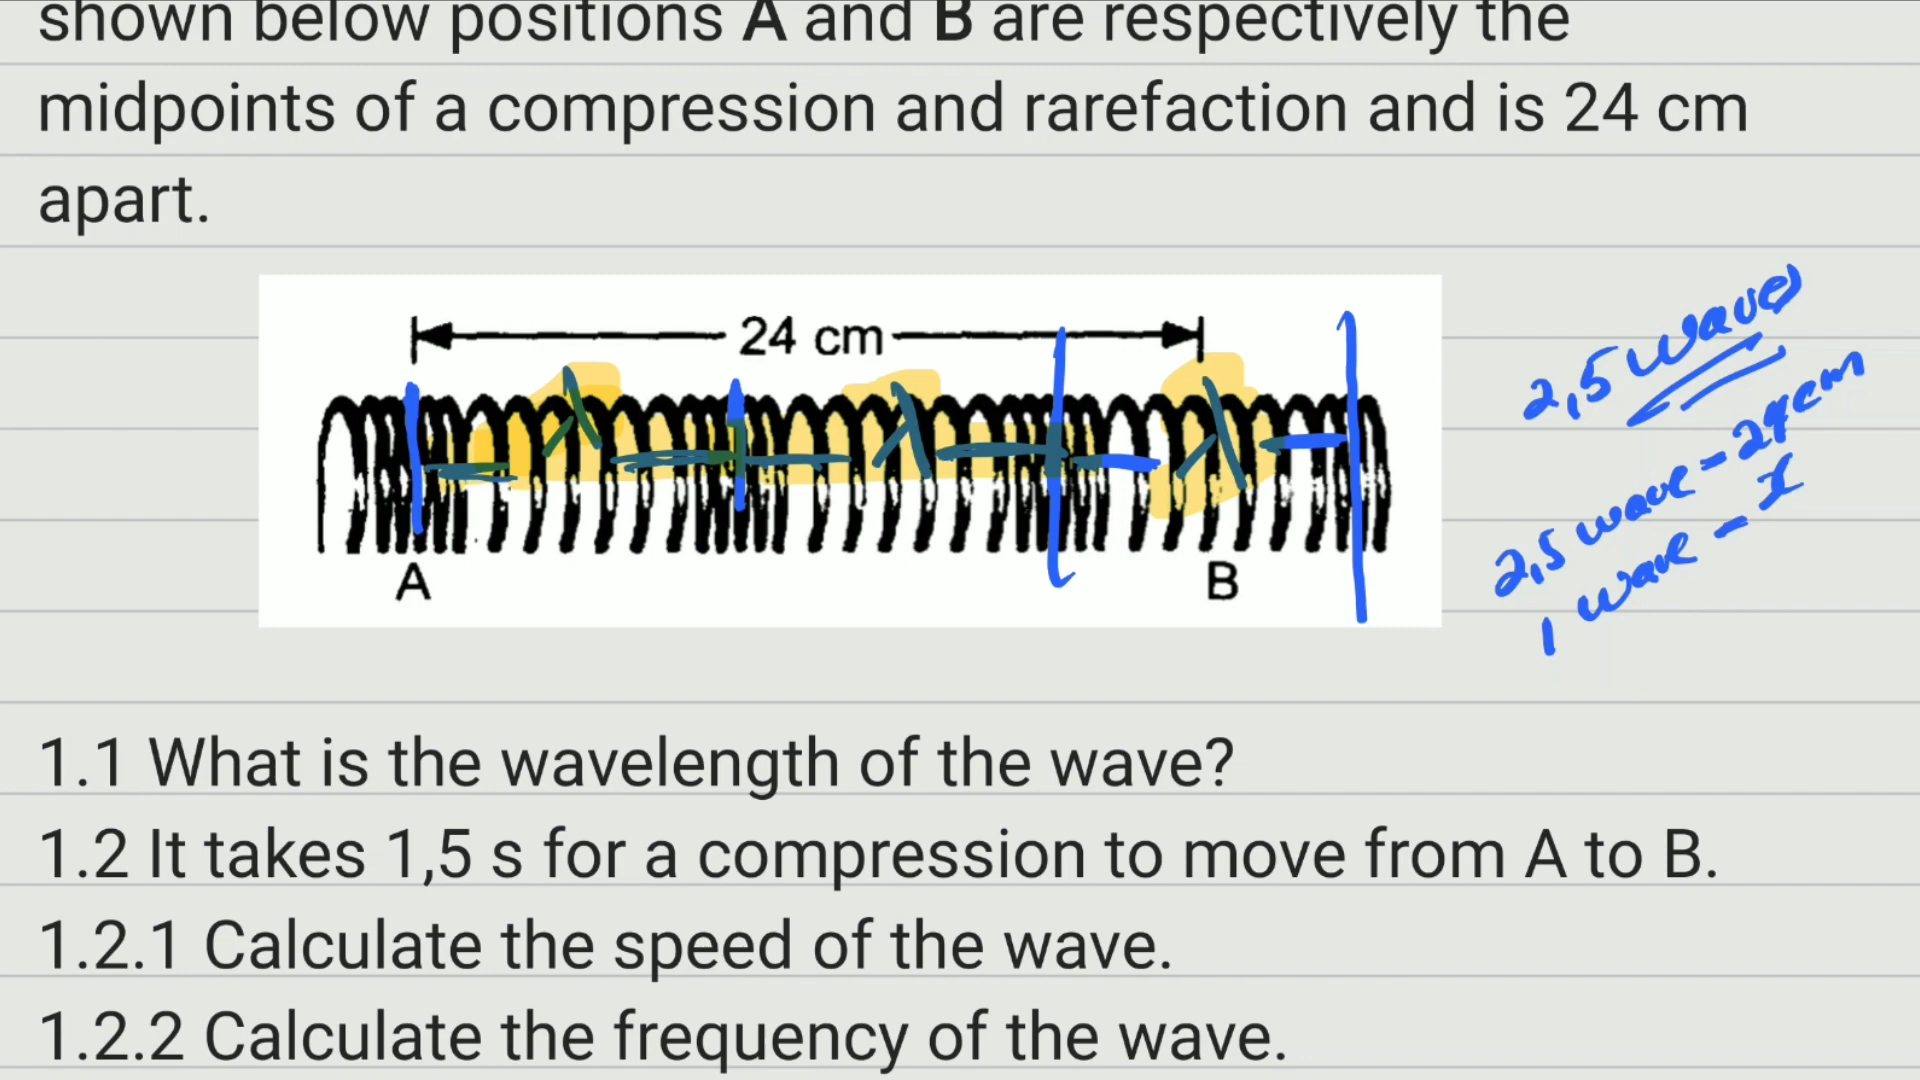 shown below positions A and B are respectively the
midpoints of a compression and rarefaction and is 24 cm
apart.
24 cm
λ λ λ
A B
2,5 waves
2,5 wave - 24cm
1 wave - x
1.1 What is the wavelength of the wave?
1.2 It takes 1,5 s for a compression to move from A to B.
1.2.1 Calculate the speed of the wave.
1.2.2 Calculate the frequency of the wave.